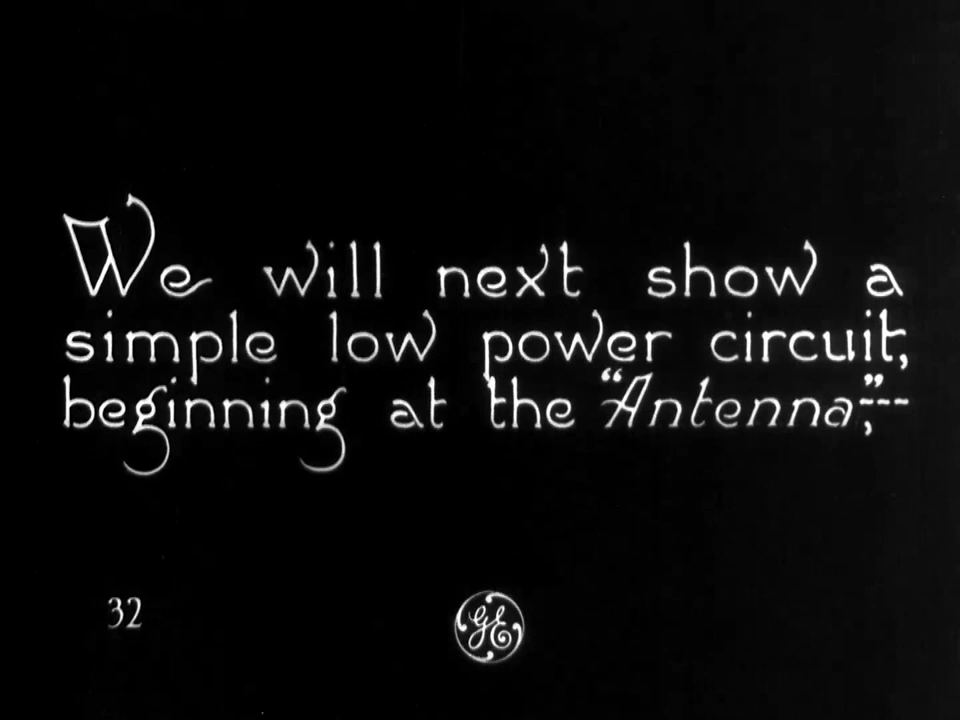 We will next show a
simple low power circuit,
beginning at the "Antenna,"---
32
GE